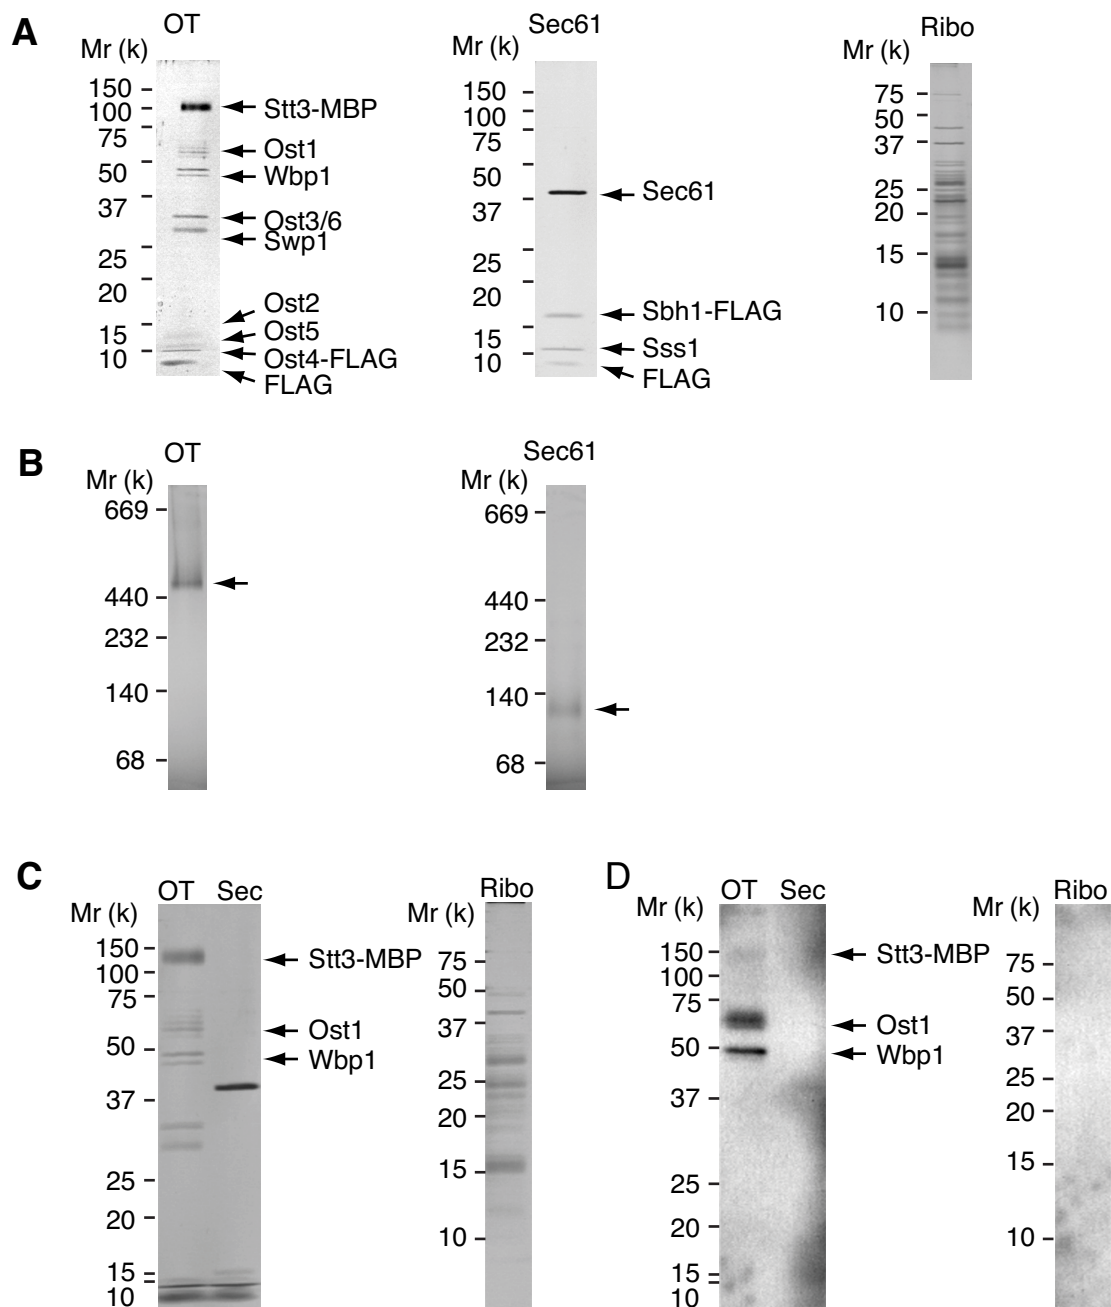 A
OT
Mr (k)
150
100
75
50
37
25
20
15
10
Stt3-MBP
Ost1
Wbp1
Ost3/6
Swp1
Ost2
Ost5
Ost4-FLAG
FLAG
Sec61
Mr (k)
150
100
75
50
37
25
20
15
10
Sec61
Sbh1-FLAG
Sss1
FLAG
Ribo
Mr (k)
75
50
37
25
20
15
10
B
OT
Mr (k)
669
440
232
140
68
Sec61
Mr (k)
669
440
232
140
68
C
OT Sec
Mr (k)
150
100
75
50
37
25
20
15
10
Stt3-MBP
Ost1
Wbp1
Ribo
Mr (k)
75
50
37
25
20
15
10
D
OT Sec
Mr (k)
150
100
75
50
37
25
20
15
10
Stt3-MBP
Ost1
Wbp1
Ribo
Mr (k)
75
50
37
25
20
15
10